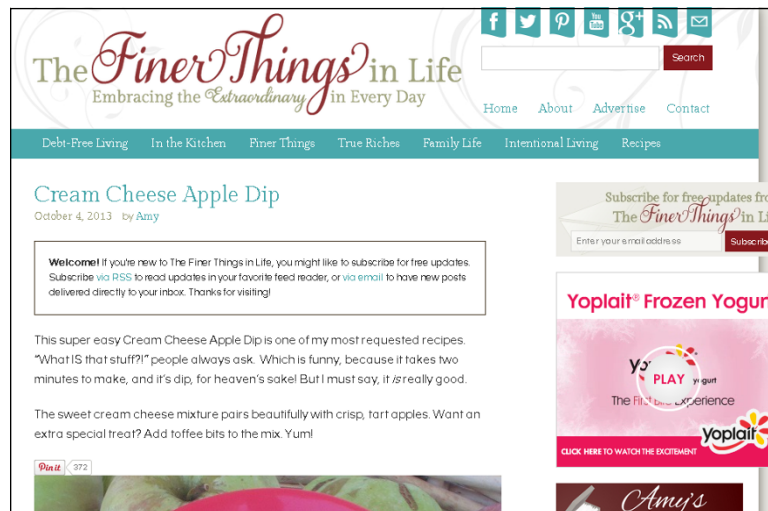 The Finer Things in Life
Embracing the Extraordinary in Every Day
You Tube
g+
Search
Home About Advertise Contact
Debt-Free Living In the Kitchen Finer Things True Riches Family Life Intentional Living Recipes
Cream Cheese Apple Dip
October 4, 2013 by Amy
Welcome! If you're new to The Finer Things in Life, you might like to subscribe for free updates.
Subscribe via RSS to read updates in your favorite feed reader, or via email to have new posts
delivered directly to your inbox. Thanks for visiting!
This super easy Cream Cheese Apple Dip is one of my most requested recipes.
"What IS that stuff?!" people always ask. Which is funny, because it takes two
minutes to make, and it's dip, for heaven's sake! But I must say, it is really good.
The sweet cream cheese mixture pairs beautifully with crisp, tart apples. Want an
extra special treat? Add toffee bits to the mix. Yum!
Pin it 372
Subscribe for free updates fro
The Finer Things in Li
Enter your email address Subscribe
Yoplait® Frozen Yogur
PLAY
The First Bite Experience
Yoplait
CLICK HERE TO WATCH THE EXCITEMENT
Amy's